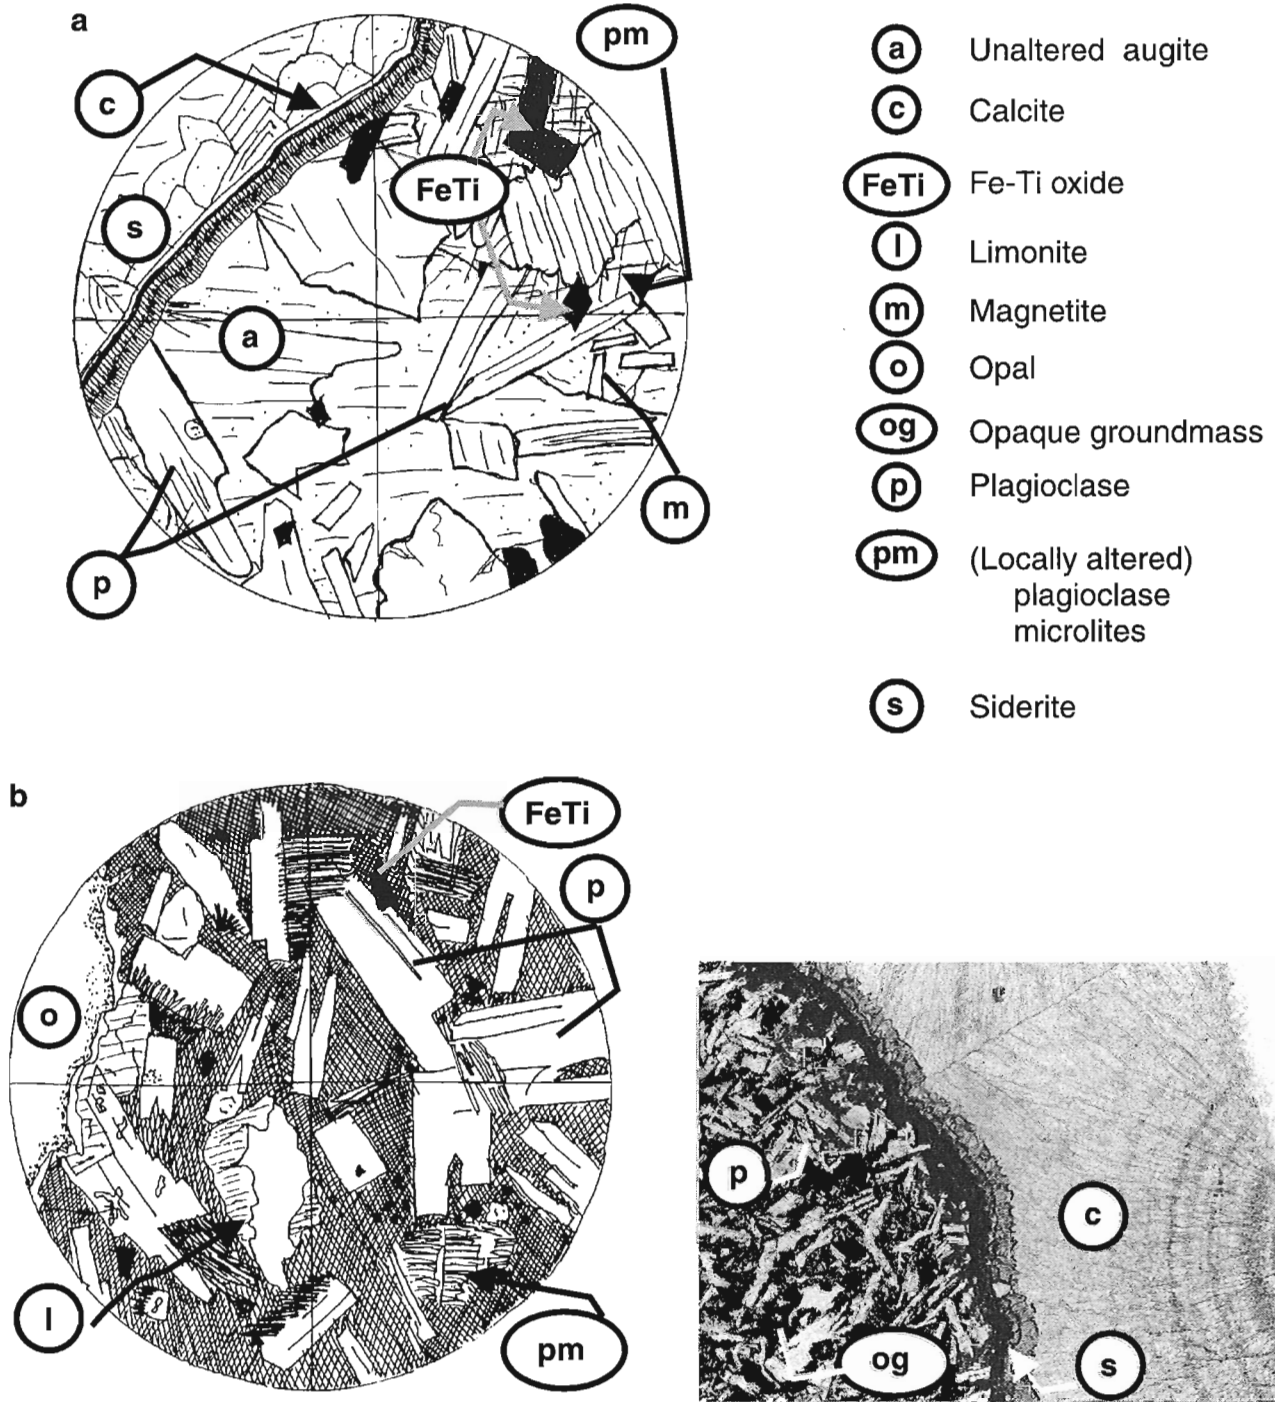 a
pm
c
FeTi
s
a
m
p
a Unaltered augite
c Calcite
FeTi Fe-Ti oxide
l Limonite
m Magnetite
o Opal
og Opaque groundmass
p Plagioclase
pm (Locally altered)
plagioclase
microlites
s Siderite
b
FeTi
p
o
l
pm
p
c
og
s